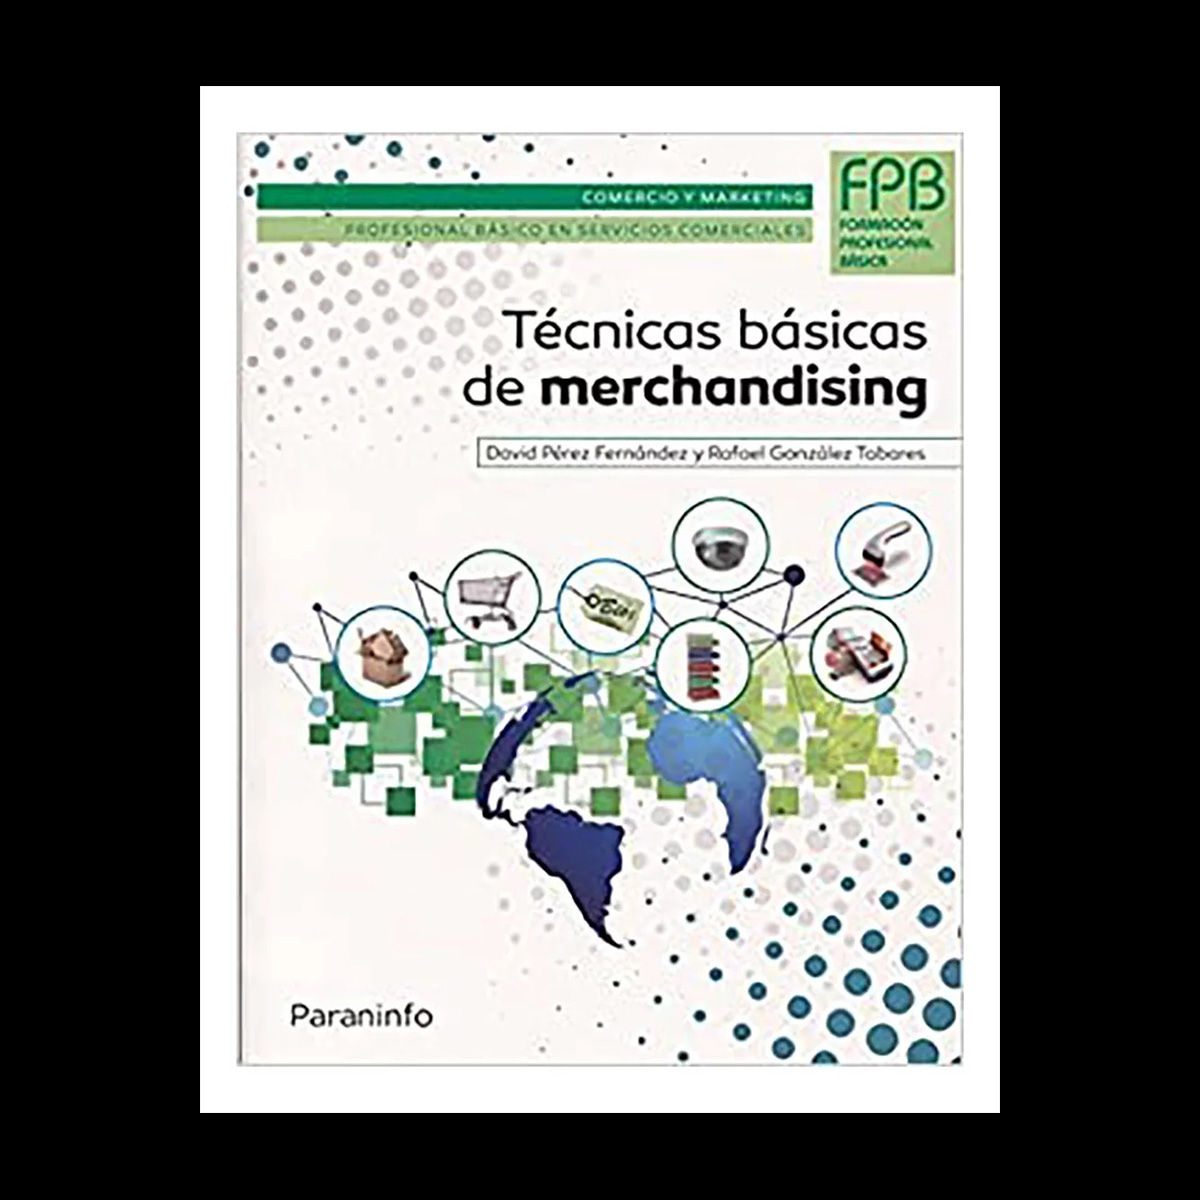 COMERCIO Y MARKETING
PROFESIONAL BÁSICO EN SERVICIOS COMERCIALES
FPB
FORMACIÓN
PROFESIONAL
BÁSICA
Técnicas básicas
de merchandising
David Pérez Fernández y Rafael González Tabares
Paraninfo